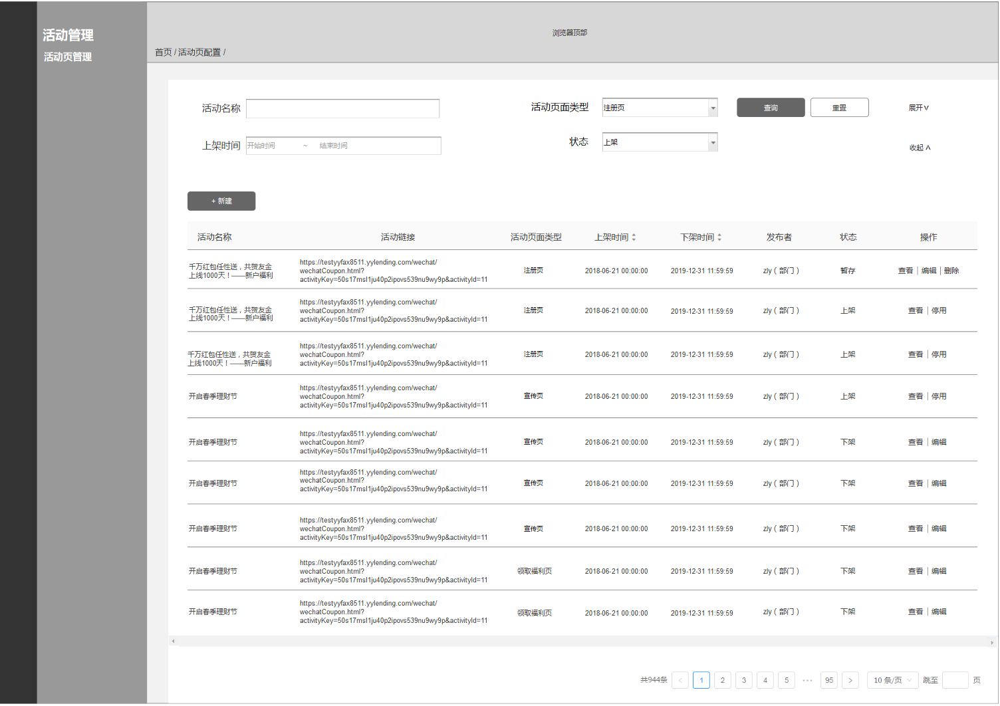 活动管理
活动页管理
浏览器顶部
首页 / 活动页配置 /
活动名称
活动页面类型 注册页 查询 重置 展开∨
上架时间 开始时间 ~ 结束时间
状态 上架 收起 ∧
+ 新建
活动名称 活动链接 活动页面类型 上架时间 下架时间 发布者 状态 操作
千万红包任性送，共贺友金
上线1000天！——新户福利
https://testyyfax8511.yylending.com/wechat/
wechatCoupon.html?
activityKey=50s17msl1ju40p2ipovs539nu9wy9p&activityId=11
注册页 2018-06-21 00:00:00 2019-12-31 11:59:59 zly（部门） 暂存 查看 | 编辑 | 删除
千万红包任性送，共贺友金
上线1000天！——新户福利
https://testyyfax8511.yylending.com/wechat/
wechatCoupon.html?
activityKey=50s17msl1ju40p2ipovs539nu9wy9p&activityId=11
注册页 2018-06-21 00:00:00 2019-12-31 11:59:59 zly（部门） 上架 查看 | 停用
千万红包任性送，共贺友金
上线1000天！——新户福利
https://testyyfax8511.yylending.com/wechat/
wechatCoupon.html?
activityKey=50s17msl1ju40p2ipovs539nu9wy9p&activityId=11
注册页 2018-06-21 00:00:00 2019-12-31 11:59:59 zly（部门） 上架 查看 | 停用
开启春季理财节
https://testyyfax8511.yylending.com/wechat/
wechatCoupon.html?
activityKey=50s17msl1ju40p2ipovs539nu9wy9p&activityId=11
宣传页 2018-06-21 00:00:00 2019-12-31 11:59:59 zly（部门） 上架 查看 | 停用
开启春季理财节
https://testyyfax8511.yylending.com/wechat/
wechatCoupon.html?
activityKey=50s17msl1ju40p2ipovs539nu9wy9p&activityId=11
宣传页 2018-06-21 00:00:00 2019-12-31 11:59:59 zly（部门） 下架 查看 | 编辑
开启春季理财节
https://testyyfax8511.yylending.com/wechat/
wechatCoupon.html?
activityKey=50s17msl1ju40p2ipovs539nu9wy9p&activityId=11
宣传页 2018-06-21 00:00:00 2019-12-31 11:59:59 zly（部门） 下架 查看 | 编辑
开启春季理财节
https://testyyfax8511.yylending.com/wechat/
wechatCoupon.html?
activityKey=50s17msl1ju40p2ipovs539nu9wy9p&activityId=11
宣传页 2018-06-21 00:00:00 2019-12-31 11:59:59 zly（部门） 下架 查看 | 编辑
开启春季理财节
https://testyyfax8511.yylending.com/wechat/
wechatCoupon.html?
activityKey=50s17msl1ju40p2ipovs539nu9wy9p&activityId=11
领取福利页 2018-06-21 00:00:00 2019-12-31 11:59:59 zly（部门） 下架 查看 | 编辑
开启春季理财节
https://testyyfax8511.yylending.com/wechat/
wechatCoupon.html?
activityKey=50s17msl1ju40p2ipovs539nu9wy9p&activityId=11
领取福利页 2018-06-21 00:00:00 2019-12-31 11:59:59 zly（部门） 下架 查看 | 编辑
共944条 < 1 2 3 4 5 ••• 95 > 10 条/页 跳至 页